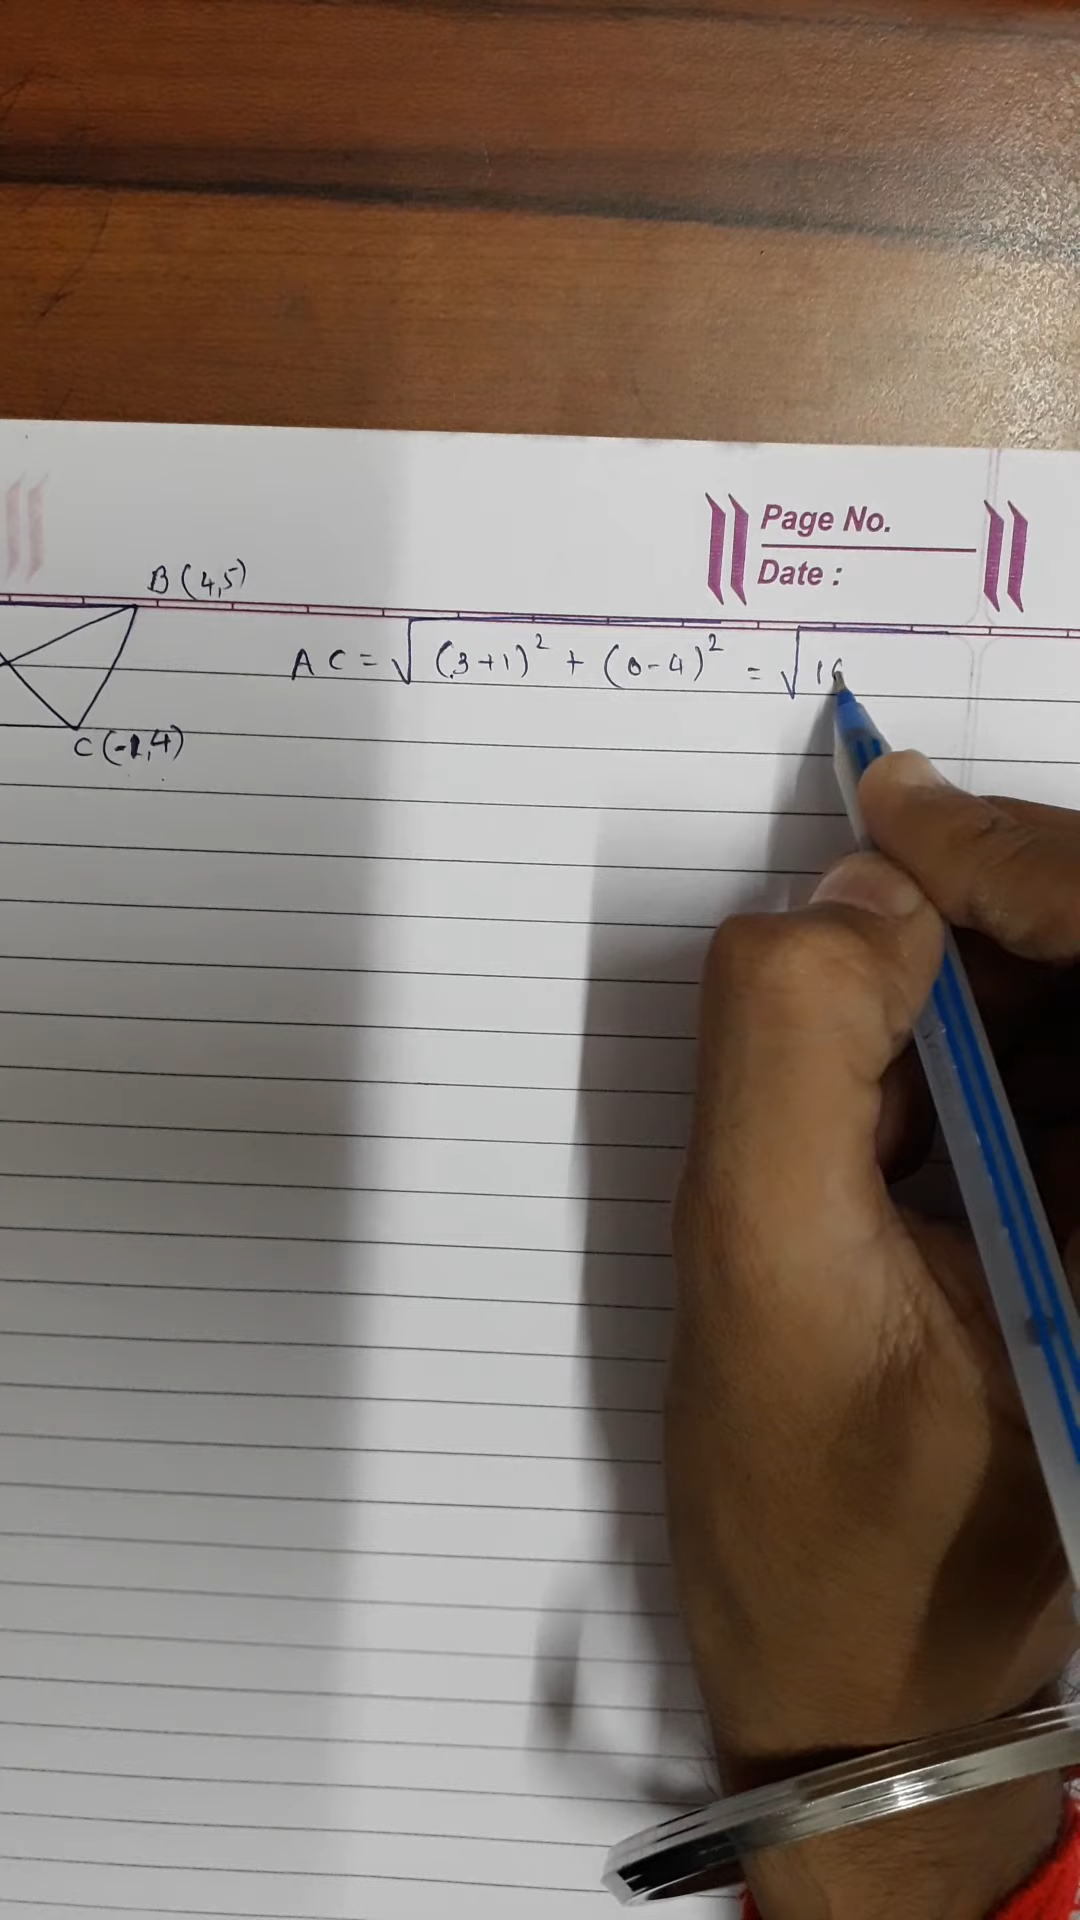 Page No.
Date :
B (4,5)
AC = √(3+1)² + (0-4)² = √16
C (-1,4)